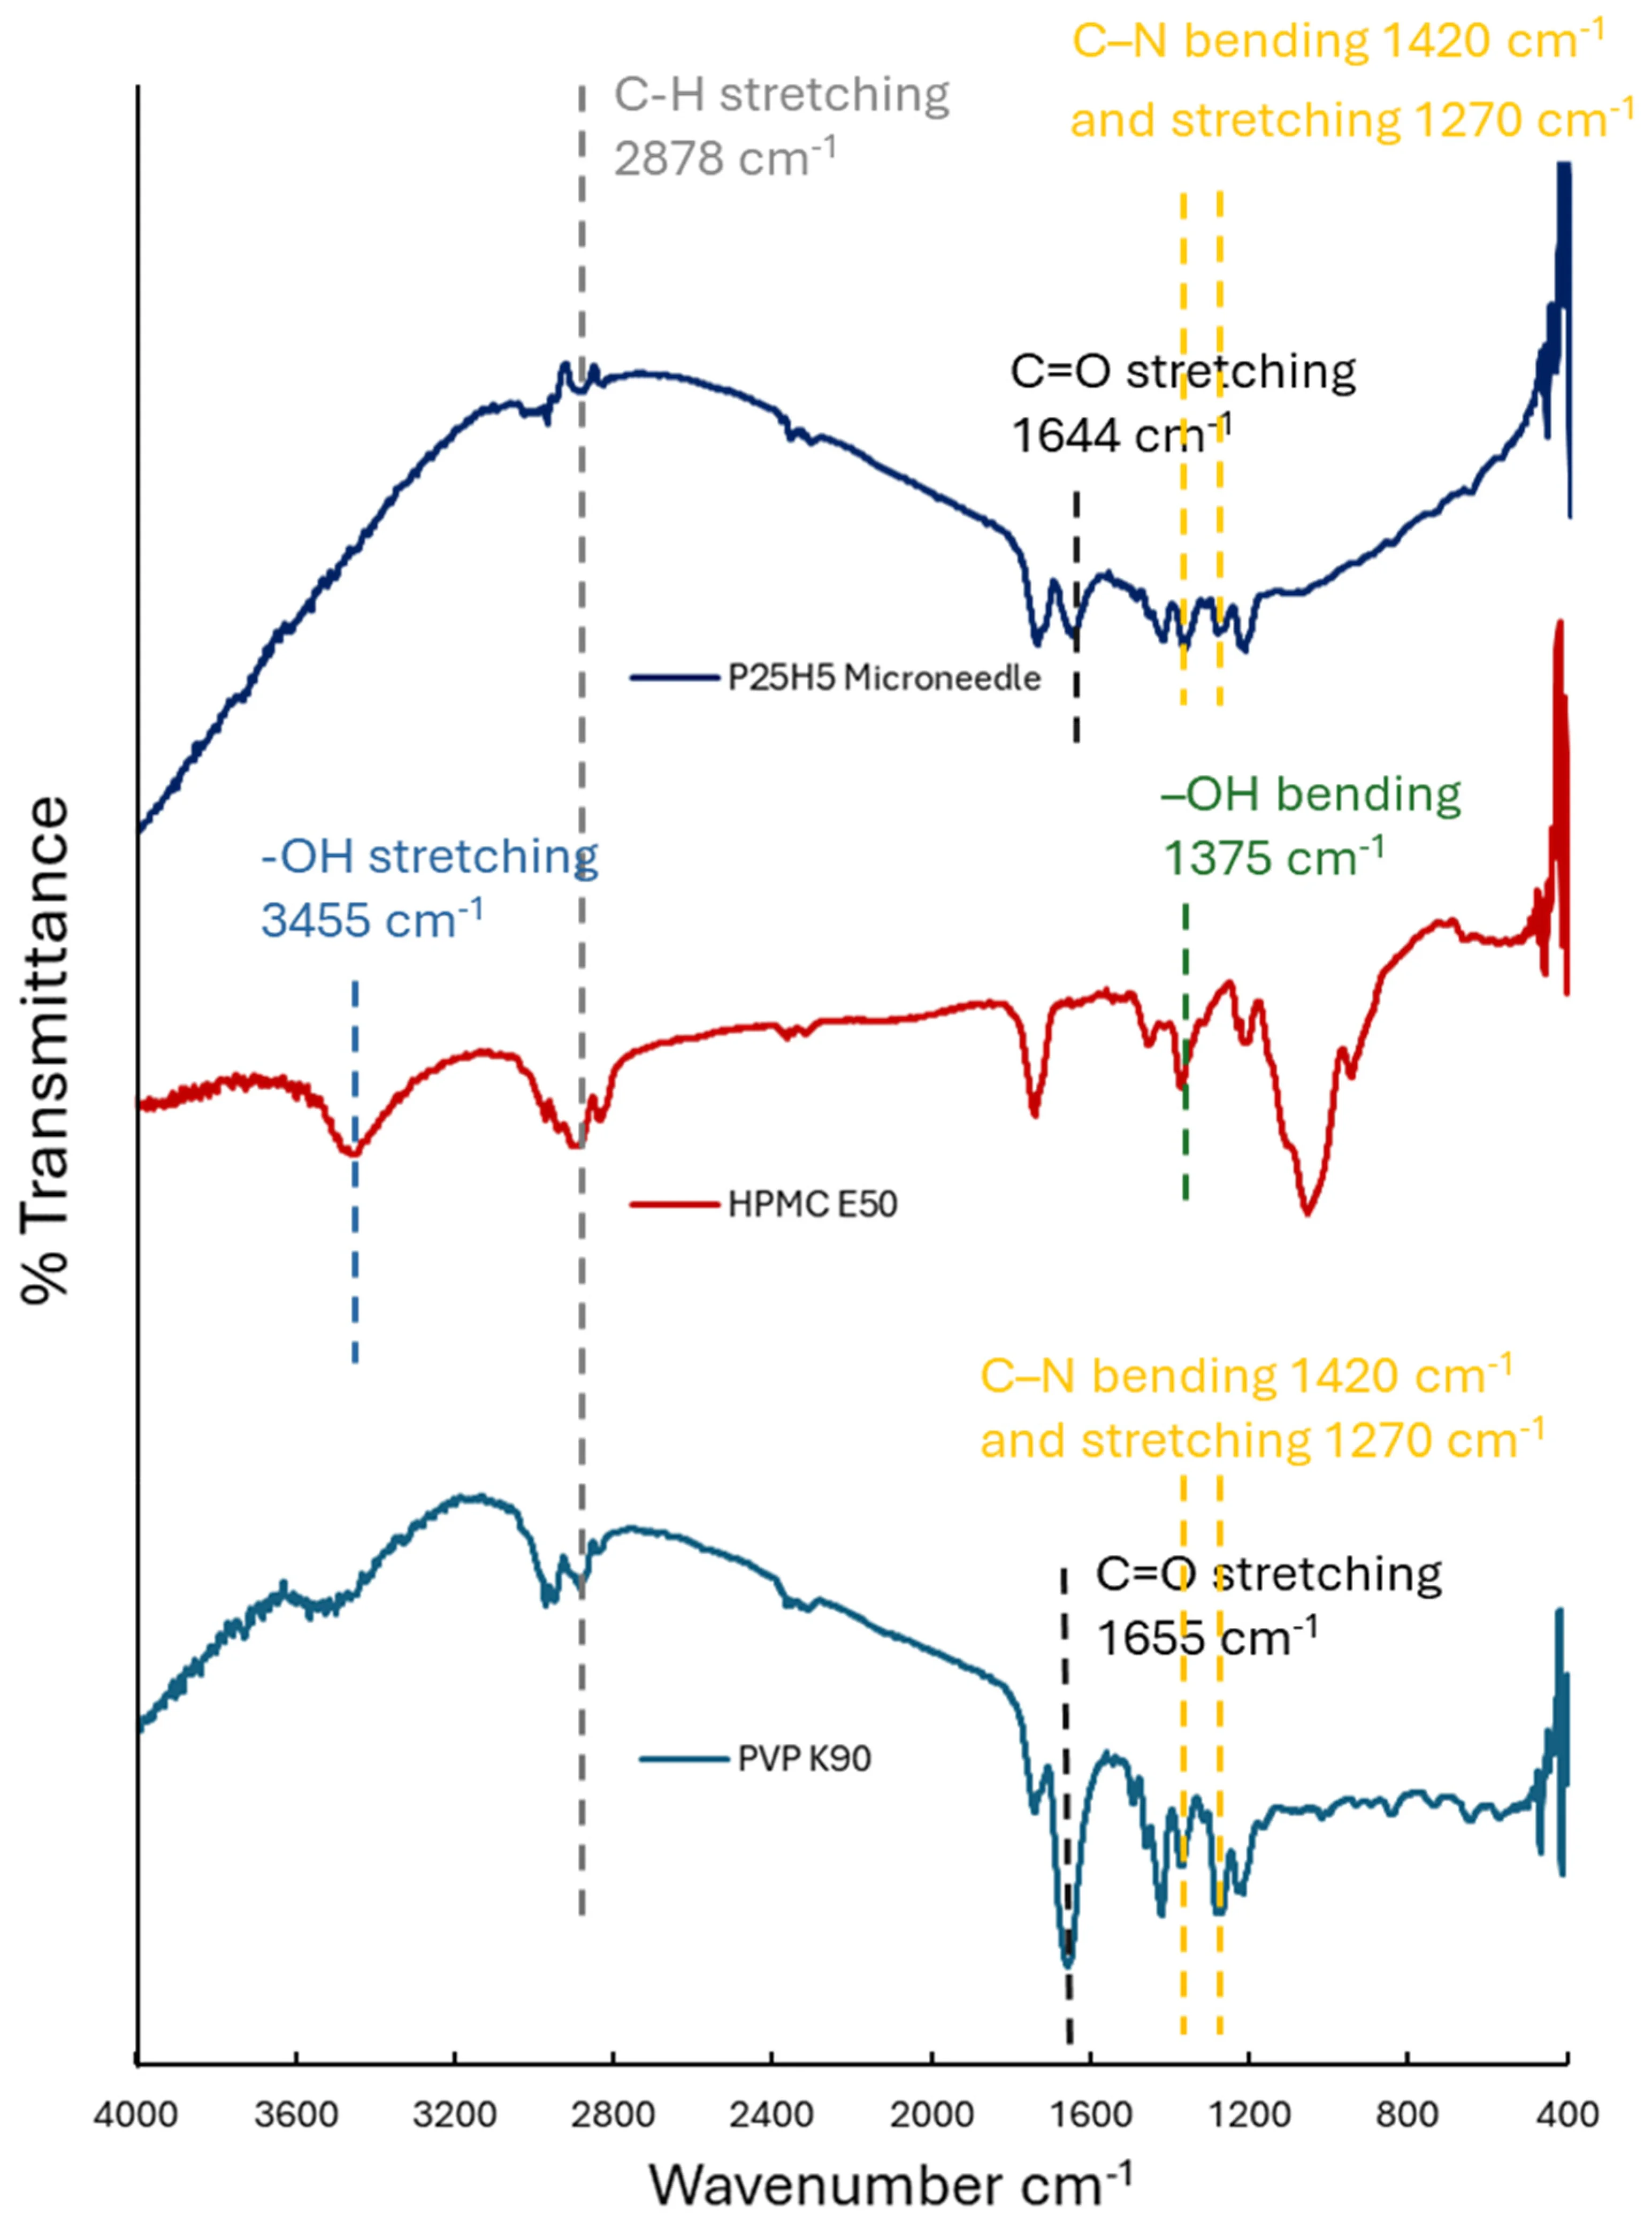 C–N bending 1420 cm-1
and stretching 1270 cm-1
C-H stretching
2878 cm-1
C=O stretching
1644 cm-1
P25H5 Microneedle
–OH bending
1375 cm-1
-OH stretching
3455 cm-1
HPMC E50
% Transmittance
C–N bending 1420 cm-1
and stretching 1270 cm-1
C=O stretching
1655 cm-1
PVP K90
4000 3600 3200 2800 2400 2000 1600 1200 800 400
Wavenumber cm-1